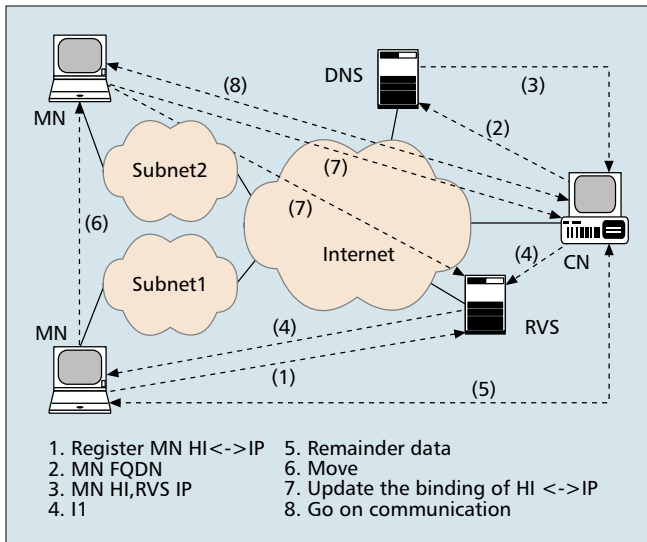 DNS
(3)
(8)
MN
(2)
Subnet2
(7)
(7)
(6)
Internet
(4)
CN
Subnet1
MN
(4)
RVS
(1)
(5)
1. Register MN HI<->IP
2. MN FQDN
3. MN HI,RVS IP
4. I1
5. Remainder data
6. Move
7. Update the binding of HI <->IP
8. Go on communication